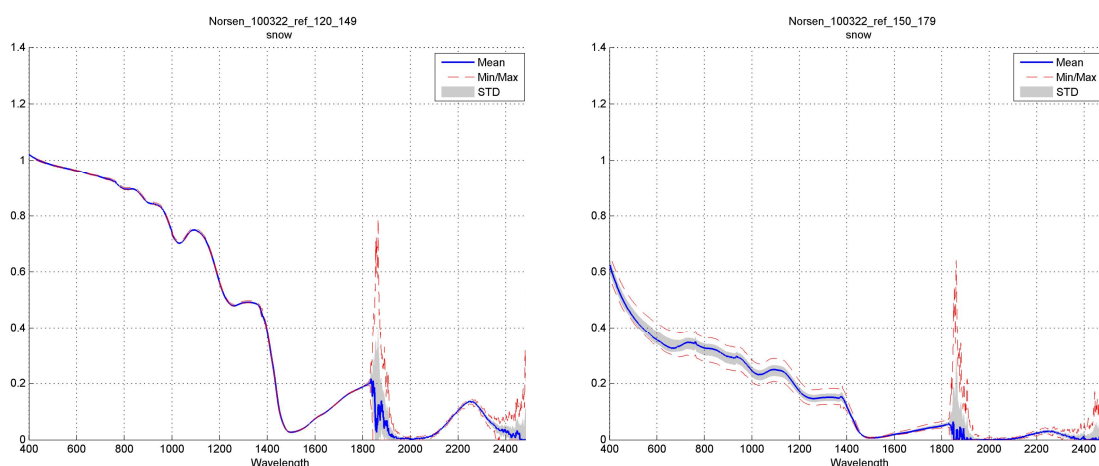 Norsen_100322_ref_120_149
snow
1.4
1.2
1
0.8
0.6
0.4
0.2
0
400 600 800 1000 1200 1400 1600 1800 2000 2200 2400
Wavelength
Mean
Min/Max
STD
Norsen_100322_ref_150_179
snow
1.4
1.2
1
0.8
0.6
0.4
0.2
0
400 600 800 1000 1200 1400 1600 1800 2000 2200 2400
Wavelength
Mean
Min/Max
STD